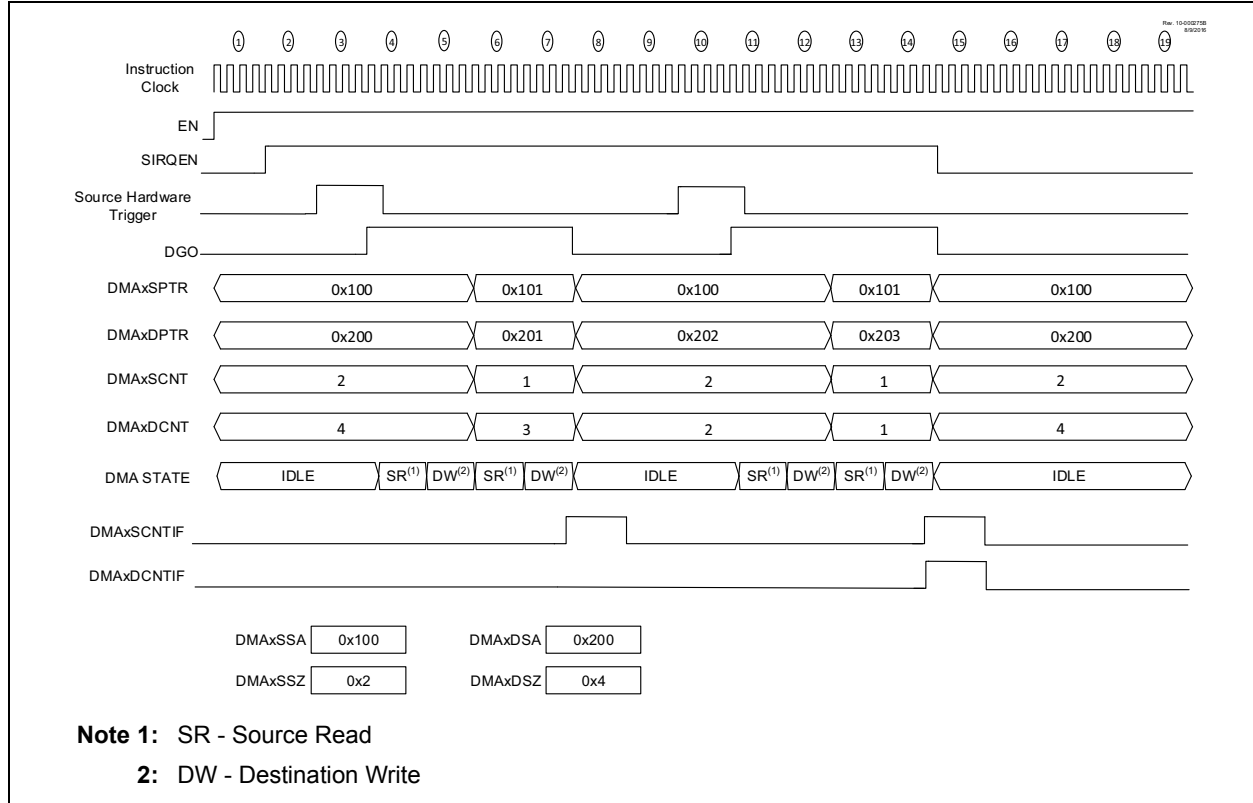 Rev. 10-000275B
8/9/2016
1 2 3 4 5 6 7 8 9 10 11 12 13 14 15 16 17 18 19
Instruction
Clock
EN
SIRQEN
Source Hardware
Trigger
DGO
DMAxSPTR 0x100 0x101 0x100 0x101 0x100
DMAxDPTR 0x200 0x201 0x202 0x203 0x200
DMAxSCNT 2 1 2 1 2
DMAxDCNT 4 3 2 1 4
DMA STATE IDLE SR(1) DW(2) SR(1) DW(2) IDLE SR(1) DW(2) SR(1) DW(2) IDLE
DMAxSCNTIF
DMAxDCNTIF
DMAxSSA 0x100 DMAxDSA 0x200
DMAxSSZ 0x2 DMAxDSZ 0x4
Note 1: SR - Source Read
2: DW - Destination Write